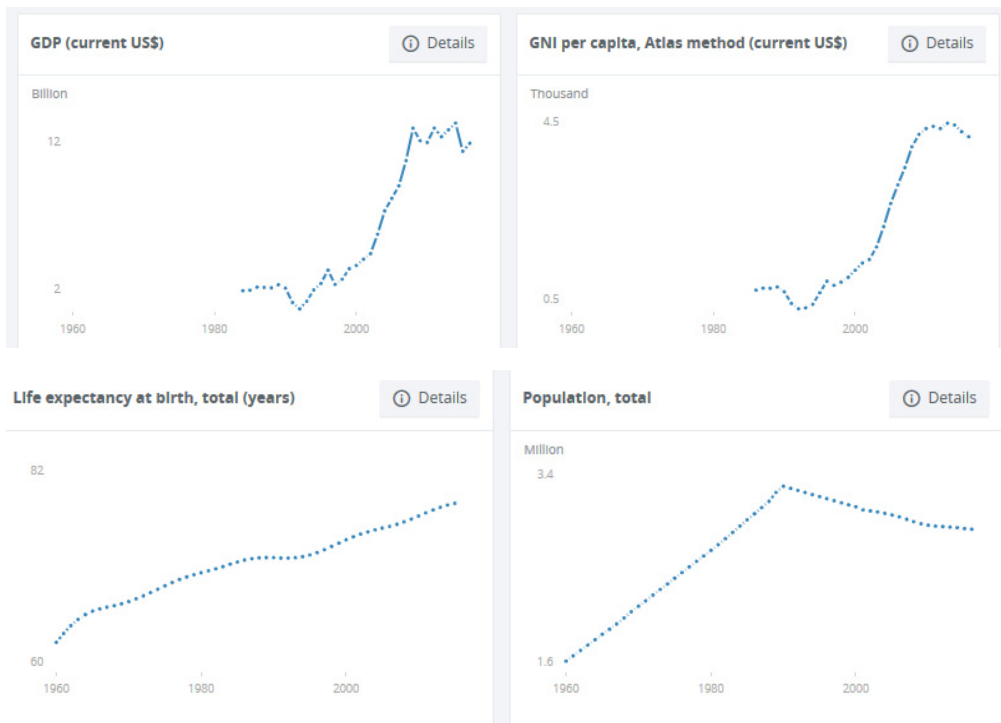 GDP (current US$)
Details
GNI per capita, Atlas method (current US$)
Details
Billion
12
2
1960
1980
2000
Thousand
4.5
0.5
1960
1980
2000
Life expectancy at birth, total (years)
Details
Population, total
Details
82
60
1960
1980
2000
Million
3.4
1.6
1960
1980
2000